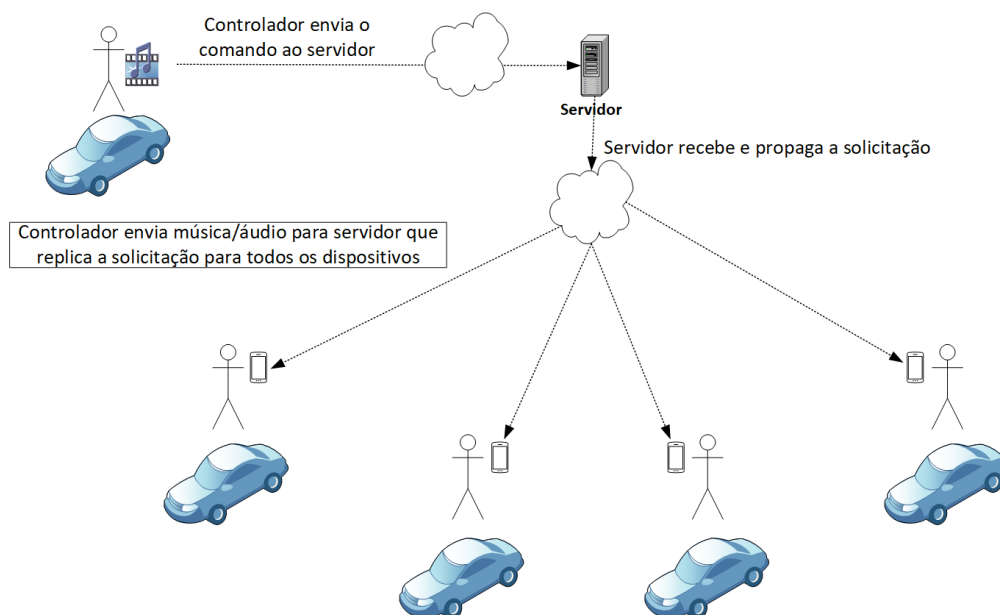 Controlador envia o
comando ao servidor
Servidor
Servidor recebe e propaga a solicitação
Controlador envia música/áudio para servidor que
replica a solicitação para todos os dispositivos